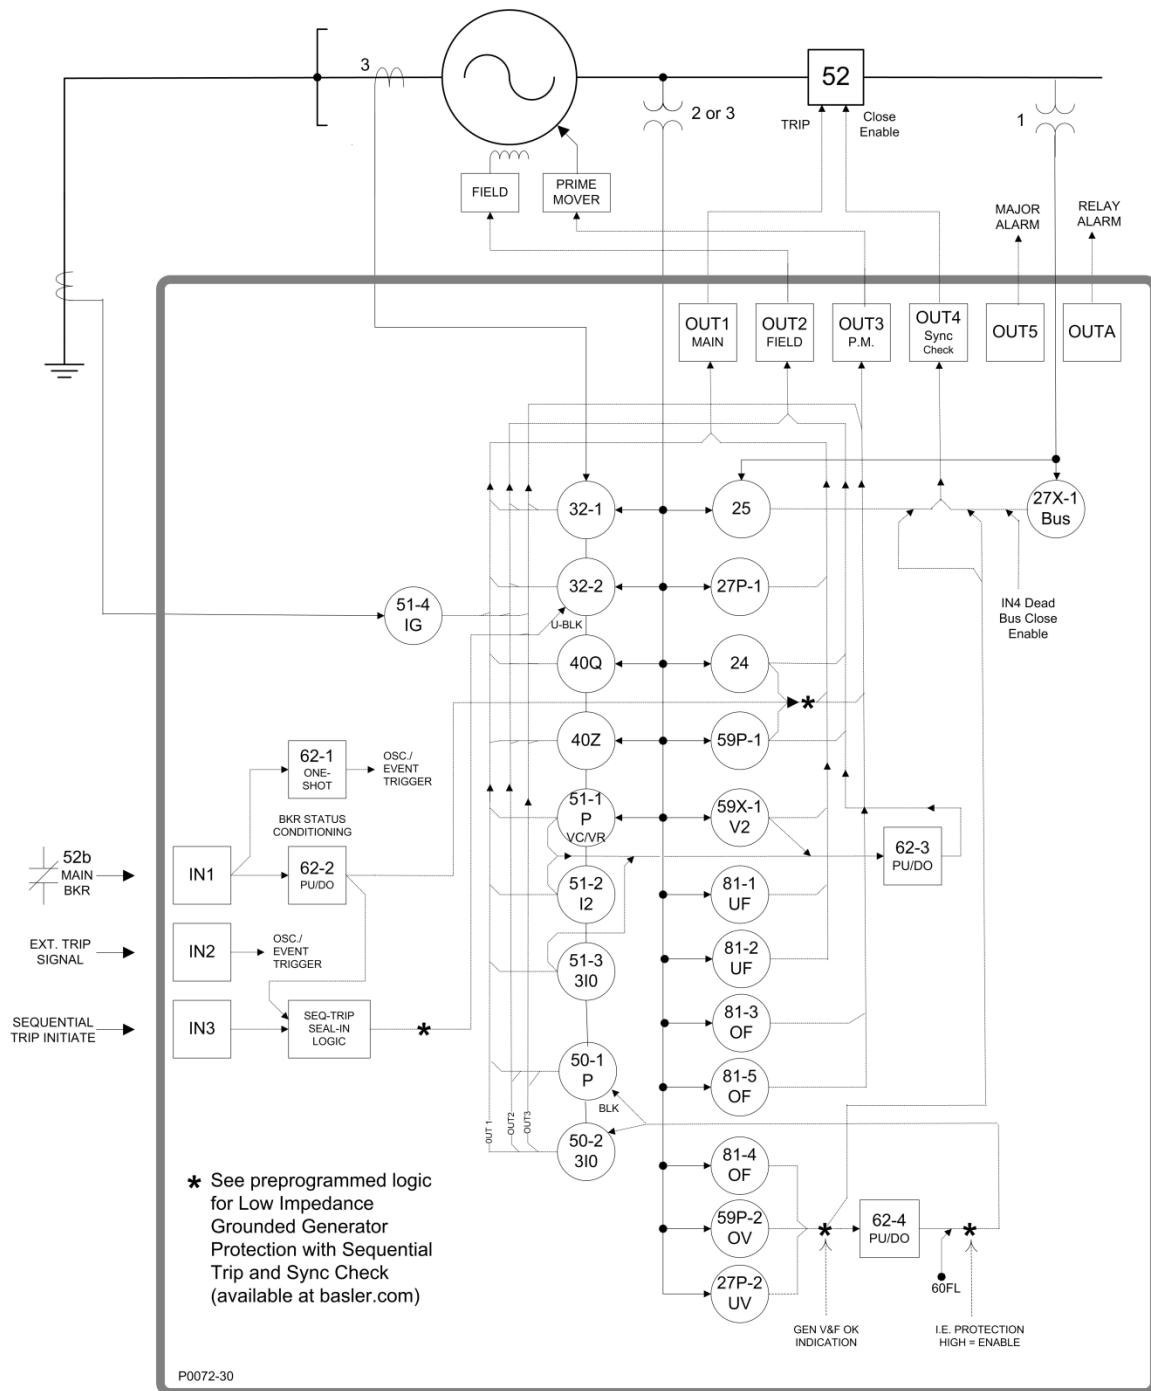 3
52
2 or 3
TRIP
Close
Enable
1
FIELD
PRIME
MOVER
MAJOR
ALARM
RELAY
ALARM
OUT1
MAIN
OUT2
FIELD
OUT3
P.M.
OUT4
Sync
Check
OUT5
OUTA
32-1
25
27X-1
Bus
32-2
27P-1
51-4
IG
U-BLK
IN4 Dead
Bus Close
Enable
40Q
24
*
40Z
59P-1
62-1
ONE-
SHOT
OSC./
EVENT
TRIGGER
51-1
P
VC/VR
59X-1
V2
BKR STATUS
CONDITIONING
62-3
PU/DO
52b
MAIN
BKR
IN1
62-2
PU/DO
51-2
I2
81-1
UF
EXT. TRIP
SIGNAL
IN2
OSC./
EVENT
TRIGGER
51-3
3I0
81-2
UF
SEQUENTIAL
TRIP INITIATE
IN3
SEQ-TRIP
SEAL-IN
LOGIC
*
81-3
OF
50-1
P
81-5
OF
BLK
OUT 1
OUT2
OUT3
50-2
3I0
81-4
OF
* See preprogrammed logic
for Low Impedance
Grounded Generator
Protection with Sequential
Trip and Sync Check
(available at basler.com)
59P-2
OV
*
62-4
PU/DO
*
27P-2
UV
60FL
GEN V&F OK
INDICATION
I.E. PROTECTION
HIGH = ENABLE
P0072-30